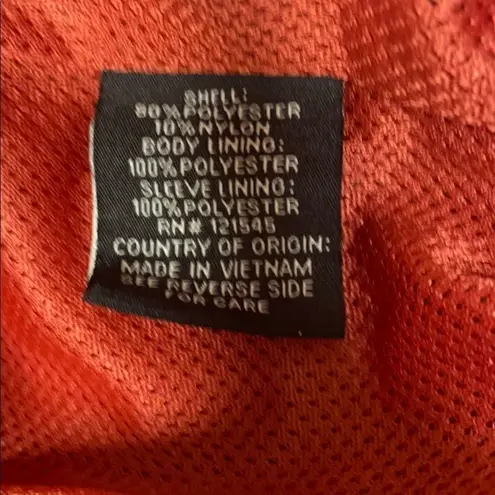 SHELL:
80%POLYESTER
10%NYLON
BODY LINING:
100%POLYESTER
SLEEVE LINING:
100%POLYESTER
RN# 121545
COUNTRY OF ORIGIN:
MADE IN VIETNAM
SEE REVERSE SIDE
FOR CARE